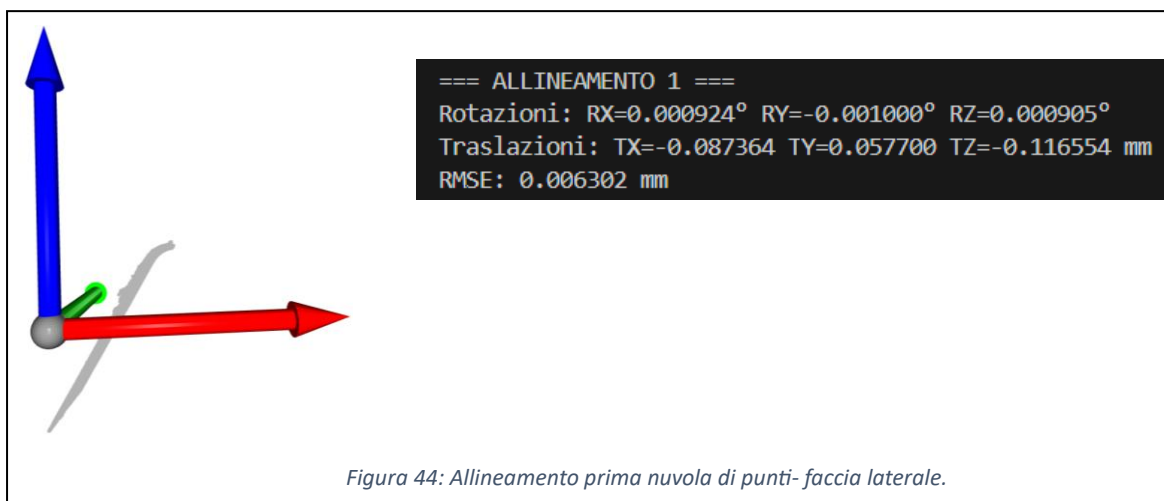 === ALLINEAMENTO 1 ===
Rotazioni: RX=0.000924° RY=-0.001000° RZ=0.000905°
Traslazioni: TX=-0.087364 TY=0.057700 TZ=-0.116554 mm
RMSE: 0.006302 mm
Figura 44: Allineamento prima nuvola di punti- faccia laterale.